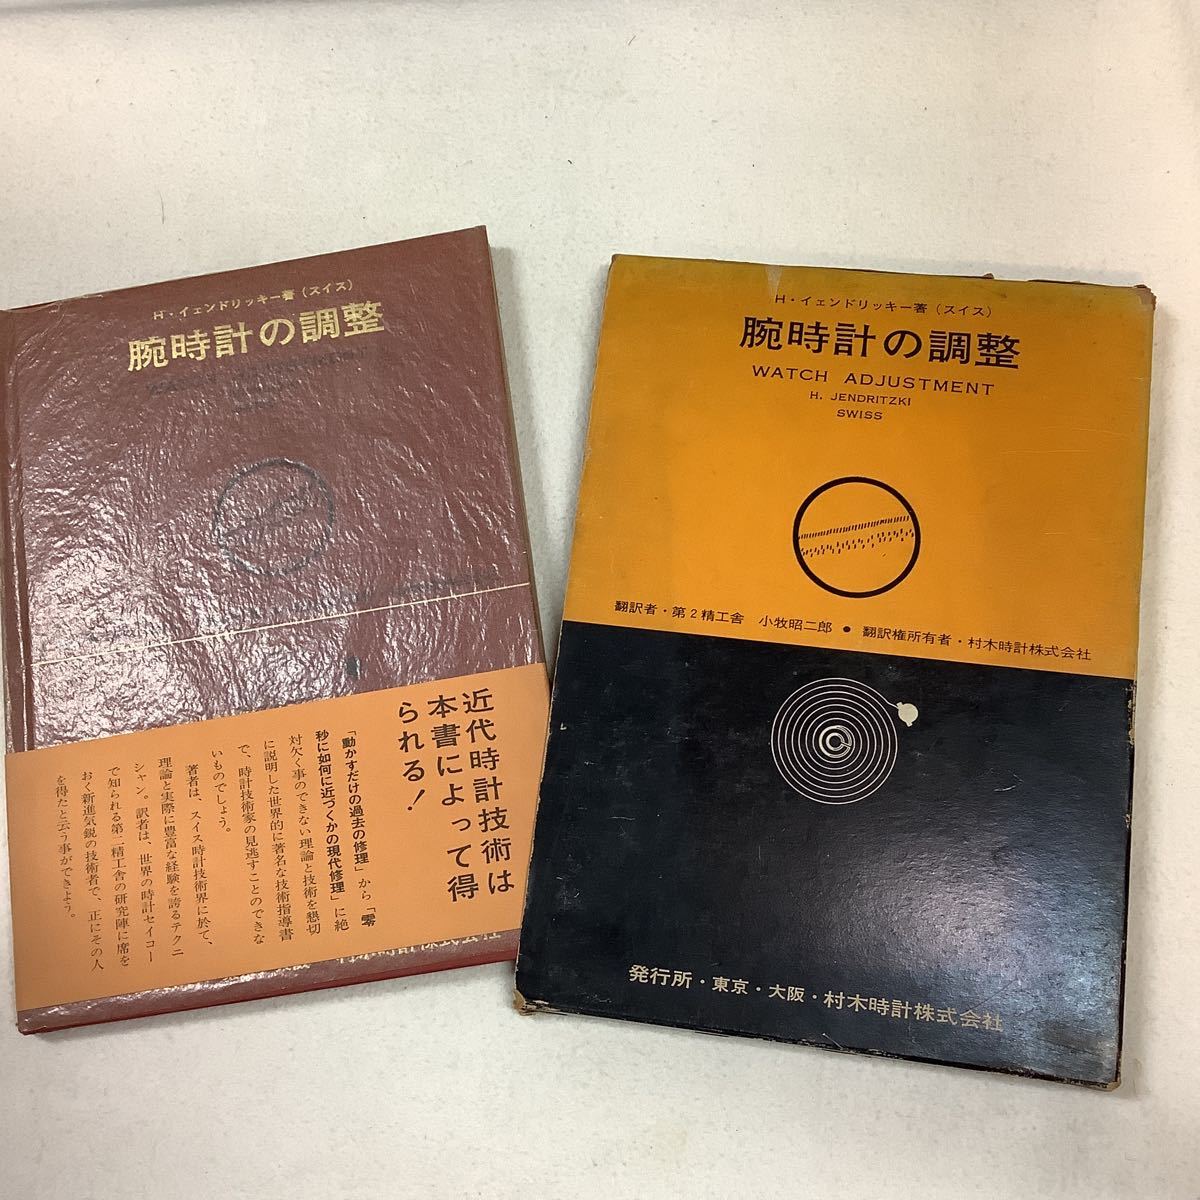 H・イェンドリッキー著(スイス)
腕時計の調整
近代時計技術は
本書によって得
られる!
「動かすだけの過去の修理」から「零
秒に如何に近づくかの現代修理」に絶
対欠く事のできない理論と技術を懇切
に説明した世界的に著名な技術指導書
で、時計技術家の見逃すことのできな
いものでしょう。
著者は、スイス時計技術界に於て、
理論と実際に豊富な経験を誇るテクニ
シャン。訳者は、世界の時計セイコー
で知られる第二精工舎の研究陣に席を
おく新進気鋭の技術者で、正にその人
を得たと云う事ができよう。
H・イェンドリッキー著(スイス)
腕時計の調整
WATCH ADJUSTMENT
H. JENDRITZKI
SWISS
翻訳者・第2精工舎 小牧昭二郎 ● 翻訳権所有者・村木時計株式会社
発行所・東京・大阪・村木時計株式会社